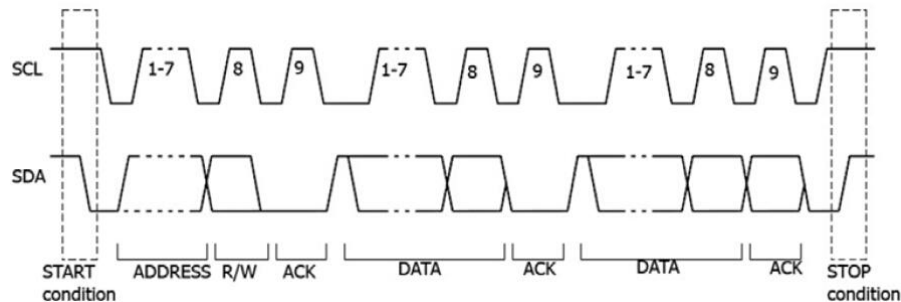 SCL
1-7 8 9 1-7 8 9 1-7 8 9
SDA
START condition
ADDRESS R/W ACK DATA ACK DATA ACK
STOP condition